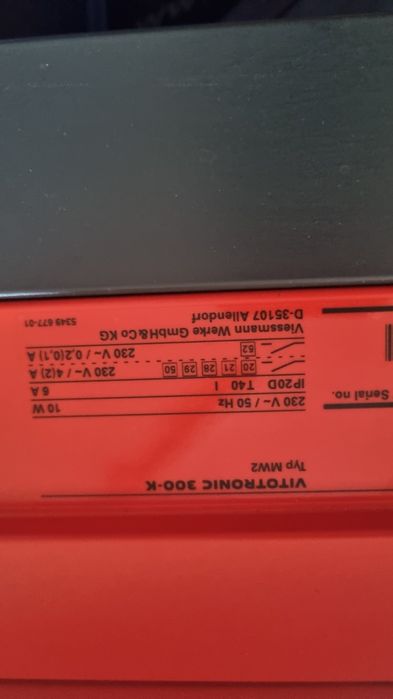 VITOTRONIC 300-K
Typ MW2
Serial no.
230 V ~ / 50 Hz 10 W
IP20D T40 I 6 A
20 21 28 29 50 230 V ~ / 4(2) A
52 230 V ~ / 0,2(0,1) A
Viessmann Werke GmbH&Co KG
D-35107 Allendorf 5349 677-01